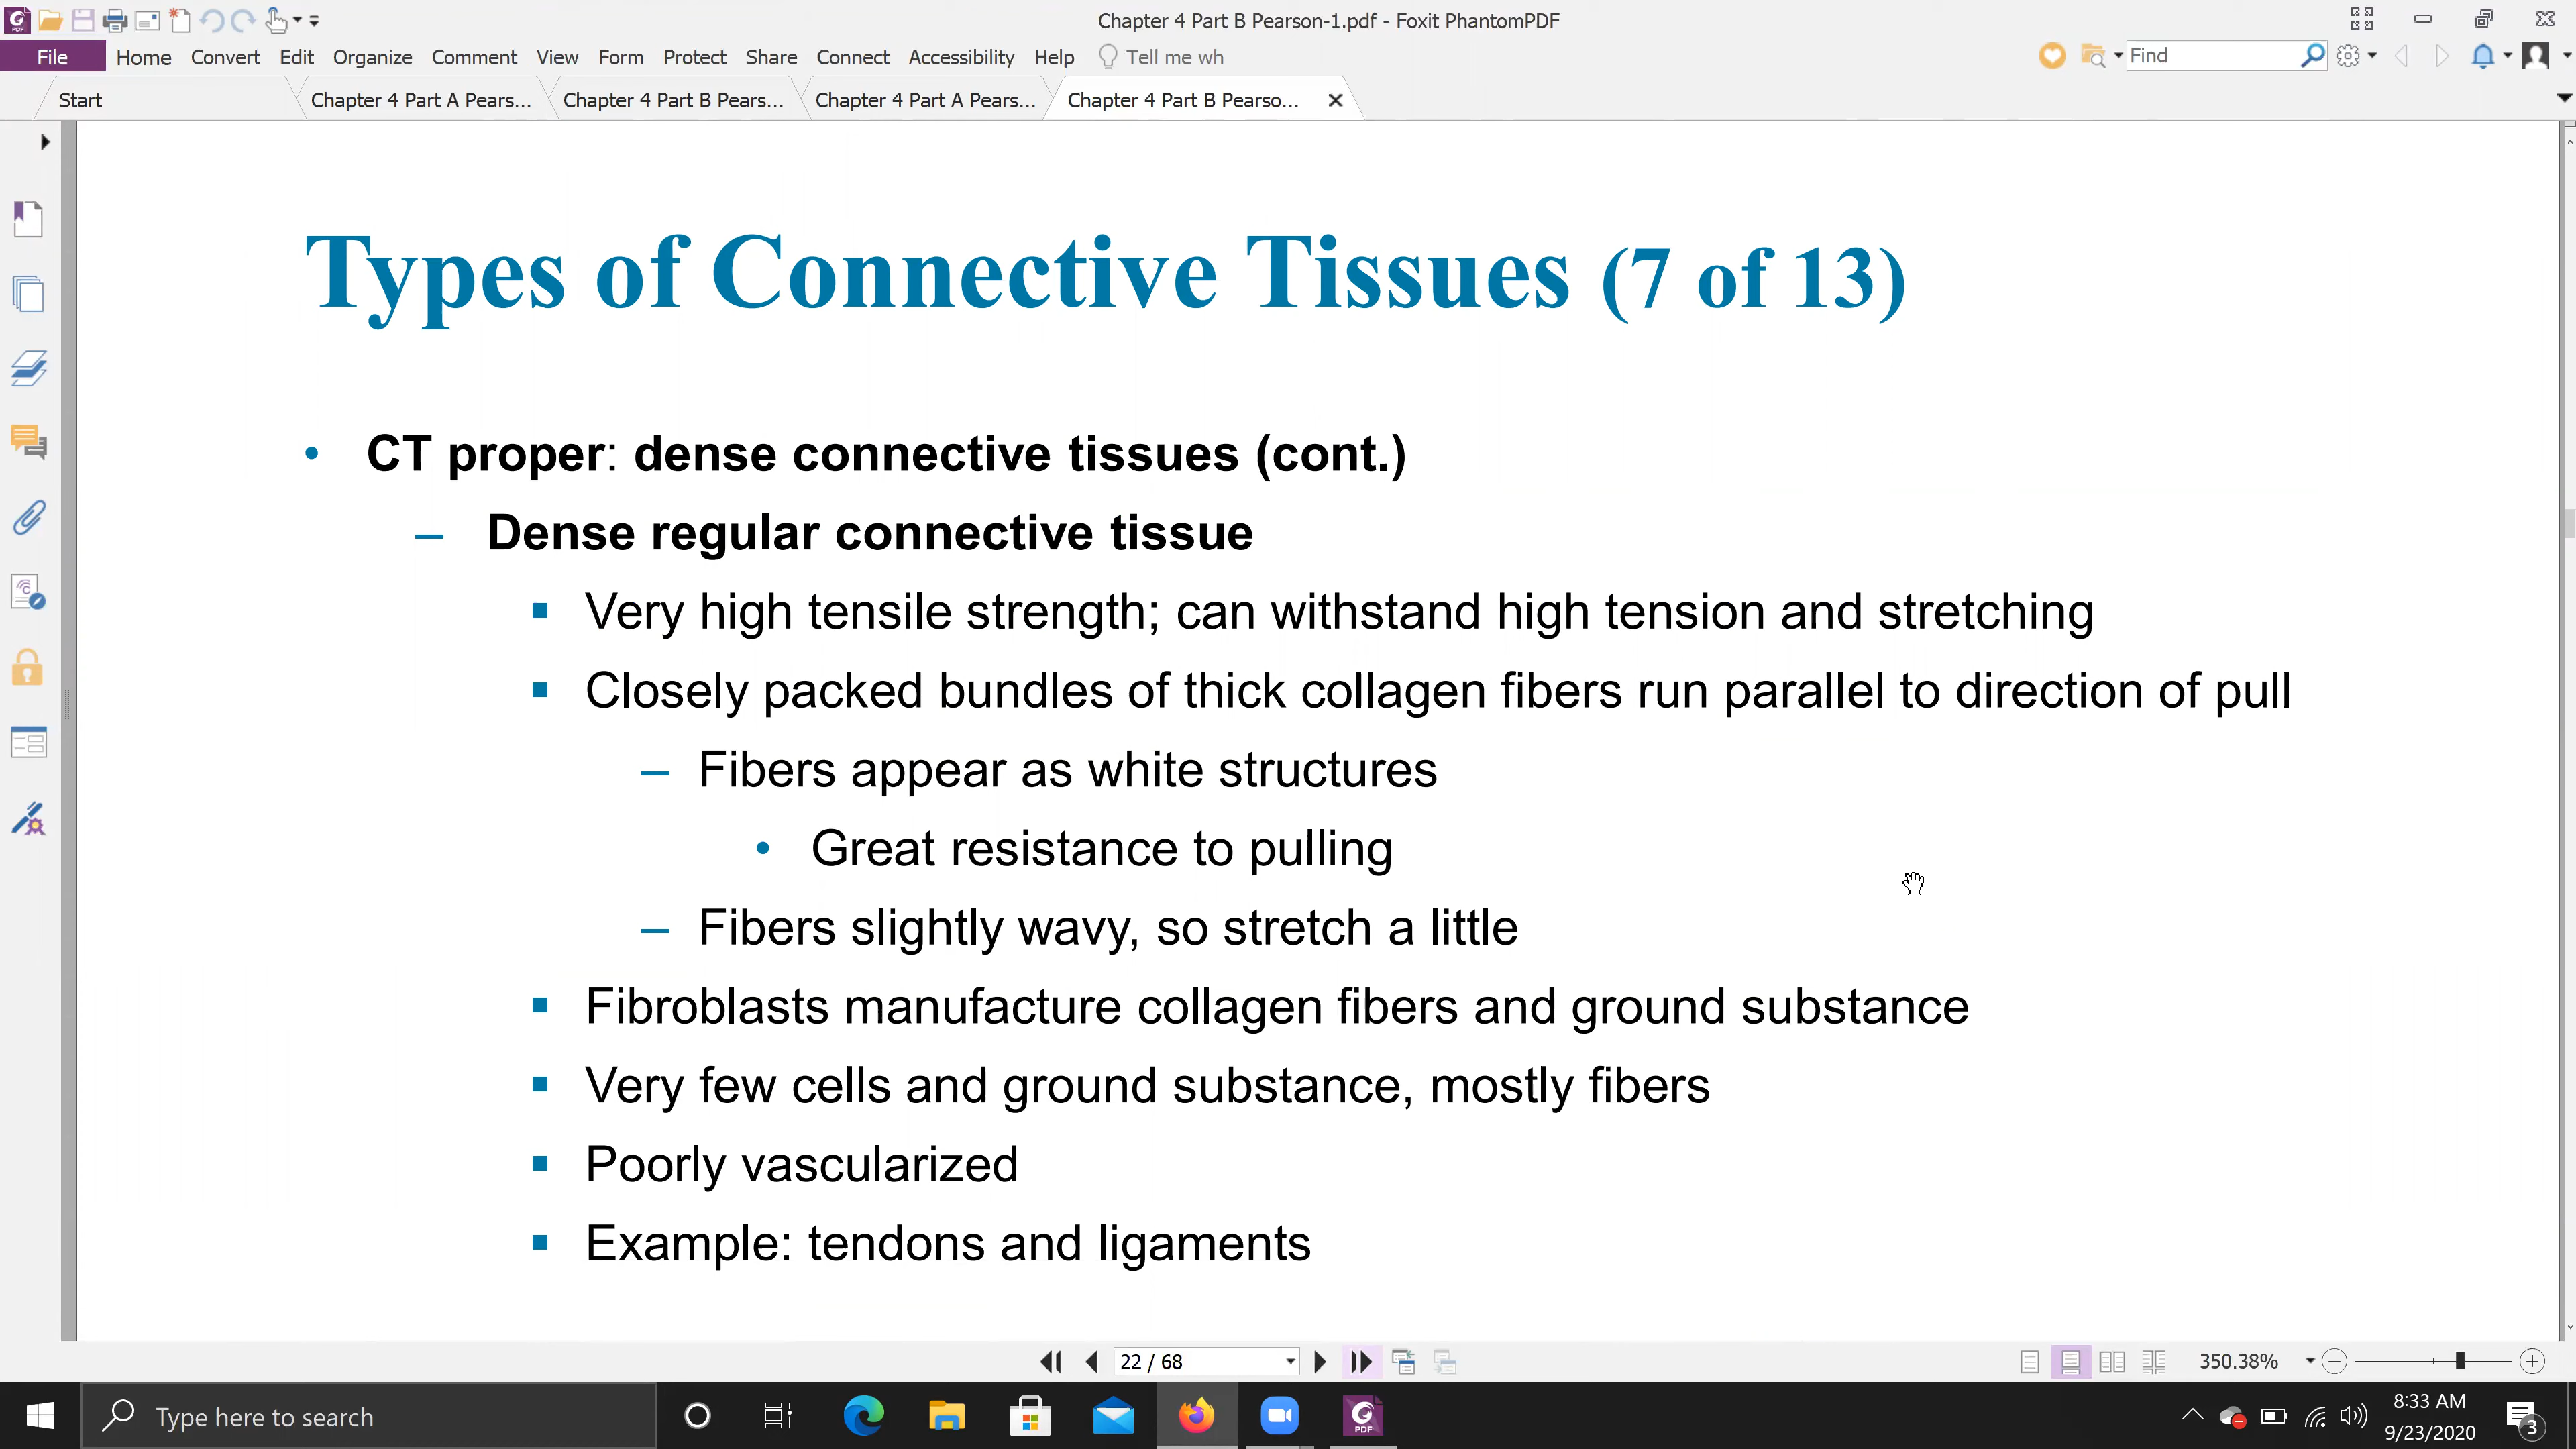 Chapter 4 Part B Pearson-1.pdf - Foxit PhantomPDF
File Home Convert Edit Organize Comment View Form Protect Share Connect Accessibility Help Tell me wh Find
Start Chapter 4 Part A Pears... Chapter 4 Part B Pears... Chapter 4 Part A Pears... Chapter 4 Part B Pearso...
Types of Connective Tissues (7 of 13)
• CT proper: dense connective tissues (cont.)
– Dense regular connective tissue
▪ Very high tensile strength; can withstand high tension and stretching
▪ Closely packed bundles of thick collagen fibers run parallel to direction of pull
– Fibers appear as white structures
• Great resistance to pulling
– Fibers slightly wavy, so stretch a little
▪ Fibroblasts manufacture collagen fibers and ground substance
▪ Very few cells and ground substance, mostly fibers
▪ Poorly vascularized
▪ Example: tendons and ligaments
22 / 68 350.38%
Type here to search
PDF
8:33 AM
9/23/2020
3